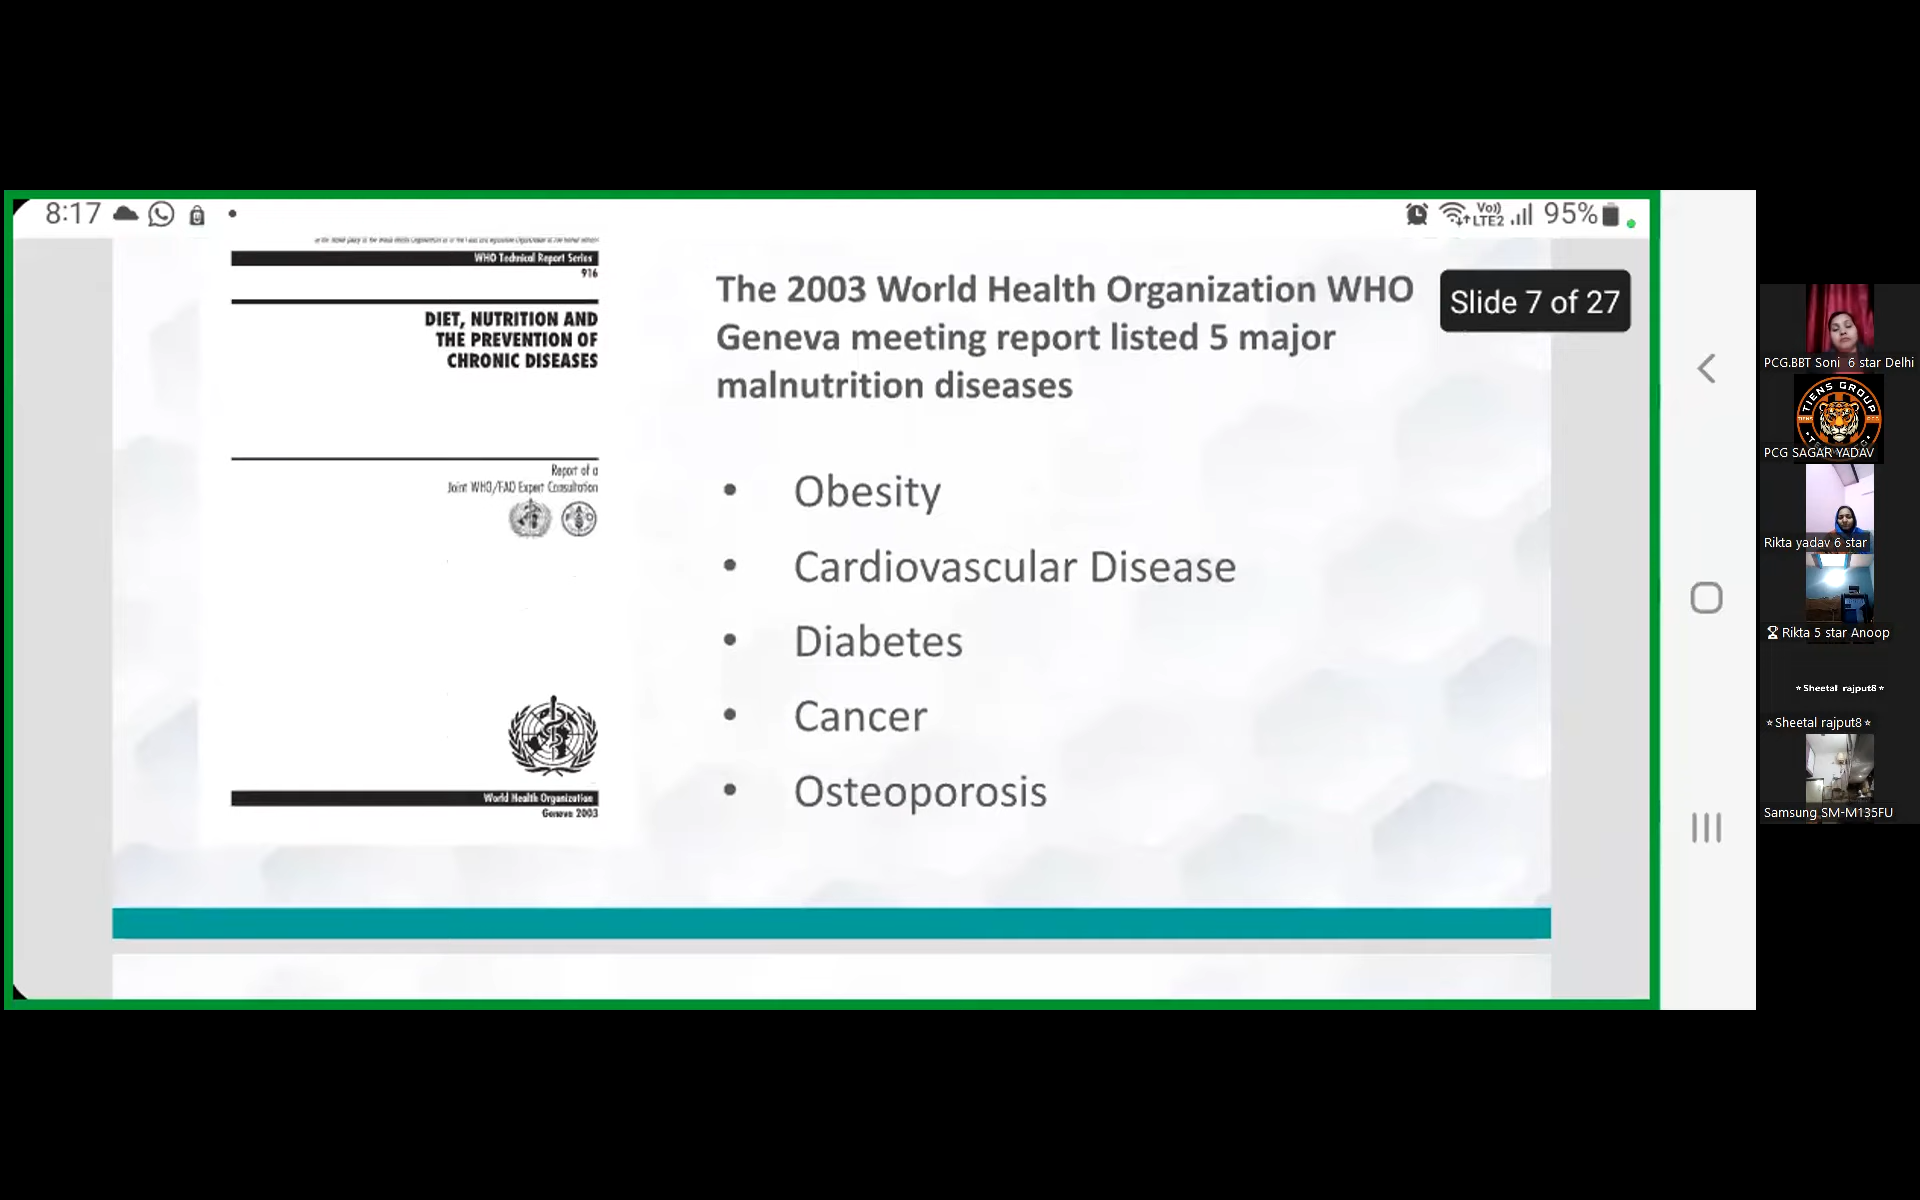 8:17
Vo))
LTE2
95%
WHO Technical Report Series
916
DIET, NUTRITION AND
THE PREVENTION OF
CHRONIC DISEASES
Report of a
Joint WHO/FAO Expert Consultation
World Health Organization
Geneva 2003
The 2003 World Health Organization WHO
Geneva meeting report listed 5 major
malnutrition diseases
• Obesity
• Cardiovascular Disease
• Diabetes
• Cancer
• Osteoporosis
Slide 7 of 27
PCG.BBT Soni 6 star Delhi
TIENS GROUP
PCG SAGAR YADAV
Rikta yadav 6 star
Rikta 5 star Anoop
⭑Sheetal rajput8⭑
⭑Sheetal rajput8⭑
Samsung SM-M135FU